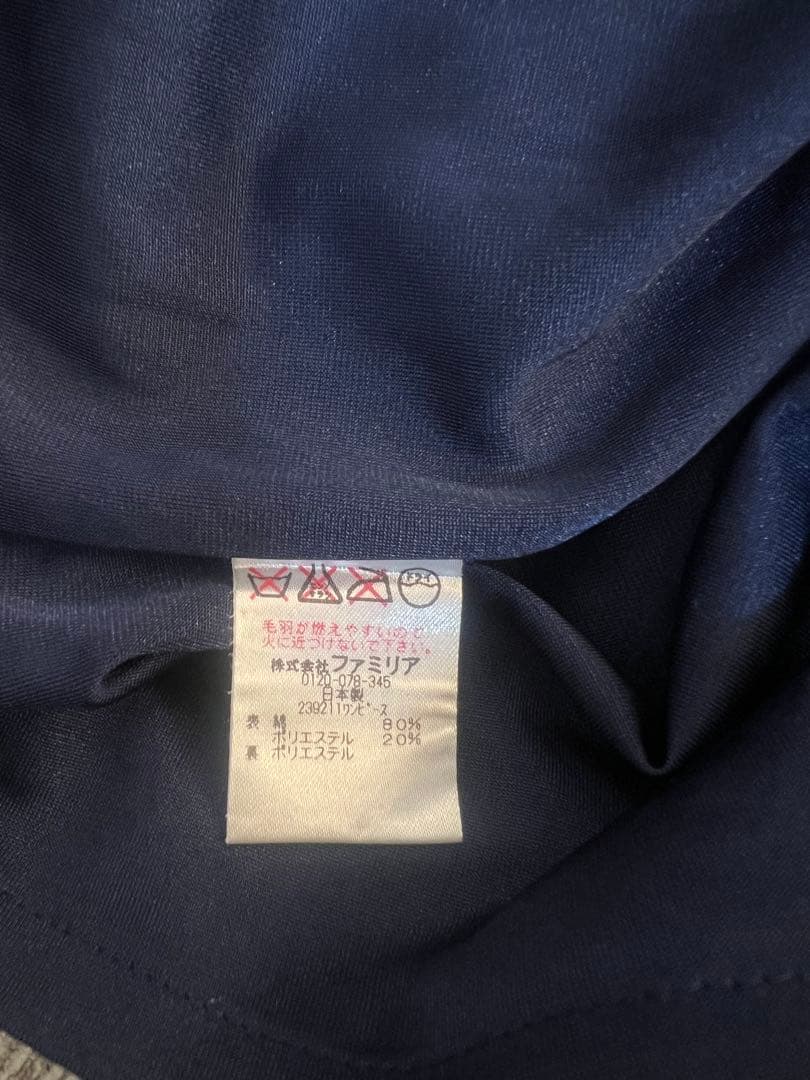 ドライ
毛羽が燃えやすいので
火に近づけないで下さい。
株式会社ファミリア
0120-078-345
日本製
239211ワンピース
表 綿 80%
ポリエステル 20%
裏 ポリエステル